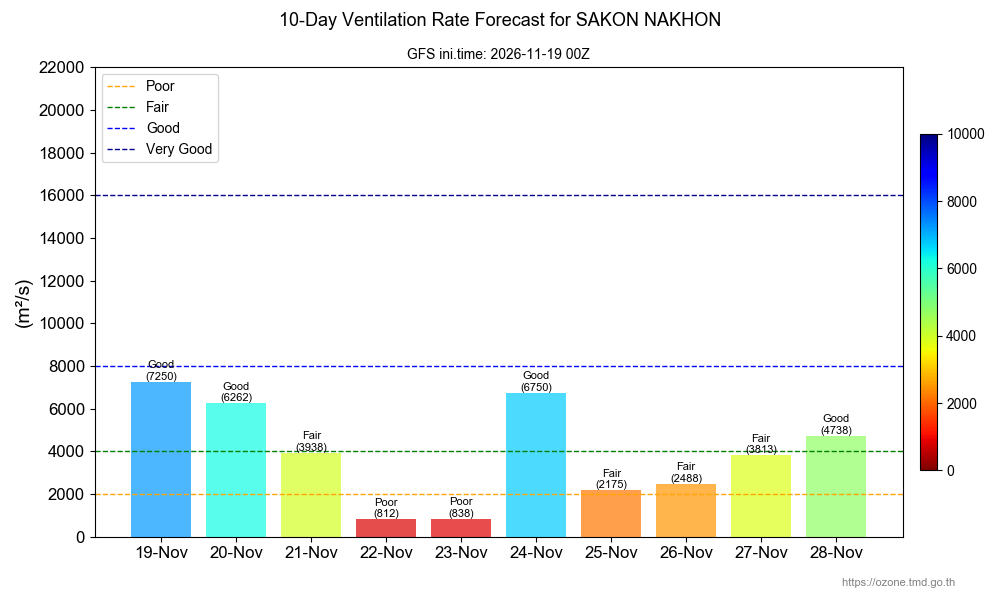 10-Day Ventilation Rate Forecast for SAKON NAKHON
GFS ini.time: 2026-11-19 00Z
(m²/s)
22000
20000
18000
16000
14000
12000
10000
8000
6000
4000
2000
0
Poor
Fair
Good
Very Good
Good
(7250)
Good
(6262)
Fair
(3938)
Poor
(812)
Poor
(838)
Good
(6750)
Fair
(2175)
Fair
(2488)
Fair
(3813)
Good
(4738)
19-Nov
20-Nov
21-Nov
22-Nov
23-Nov
24-Nov
25-Nov
26-Nov
27-Nov
28-Nov
10000
8000
6000
4000
2000
0
https://ozone.tmd.go.th